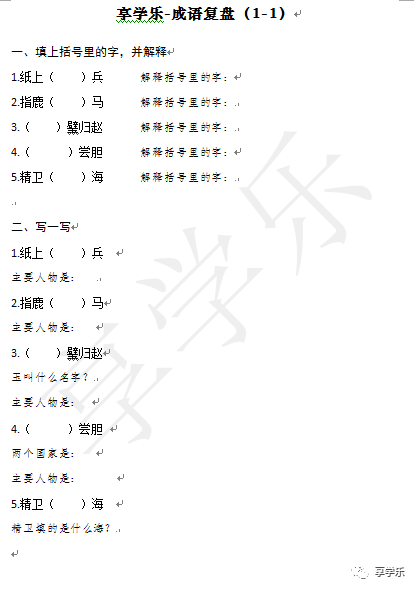 享学乐-成语复盘（1-1）
一、填上括号里的字，并解释
1.纸上（    ）兵    解释括号里的字：
2.指鹿（    ）马    解释括号里的字：
3.（    ）璧归赵    解释括号里的字：
4.（    ）尝胆    解释括号里的字：
5.精卫（    ）海    解释括号里的字：
二、写一写
1.纸上（    ）兵
主要人物是：
2.指鹿（    ）马
主要人物是：
3.（    ）璧归赵
玉叫什么名字？
主要人物是：
4.（    ）尝胆
两个国家是：
主要人物是：
5.精卫（    ）海
精卫填的是什么海？
享学乐
享学乐